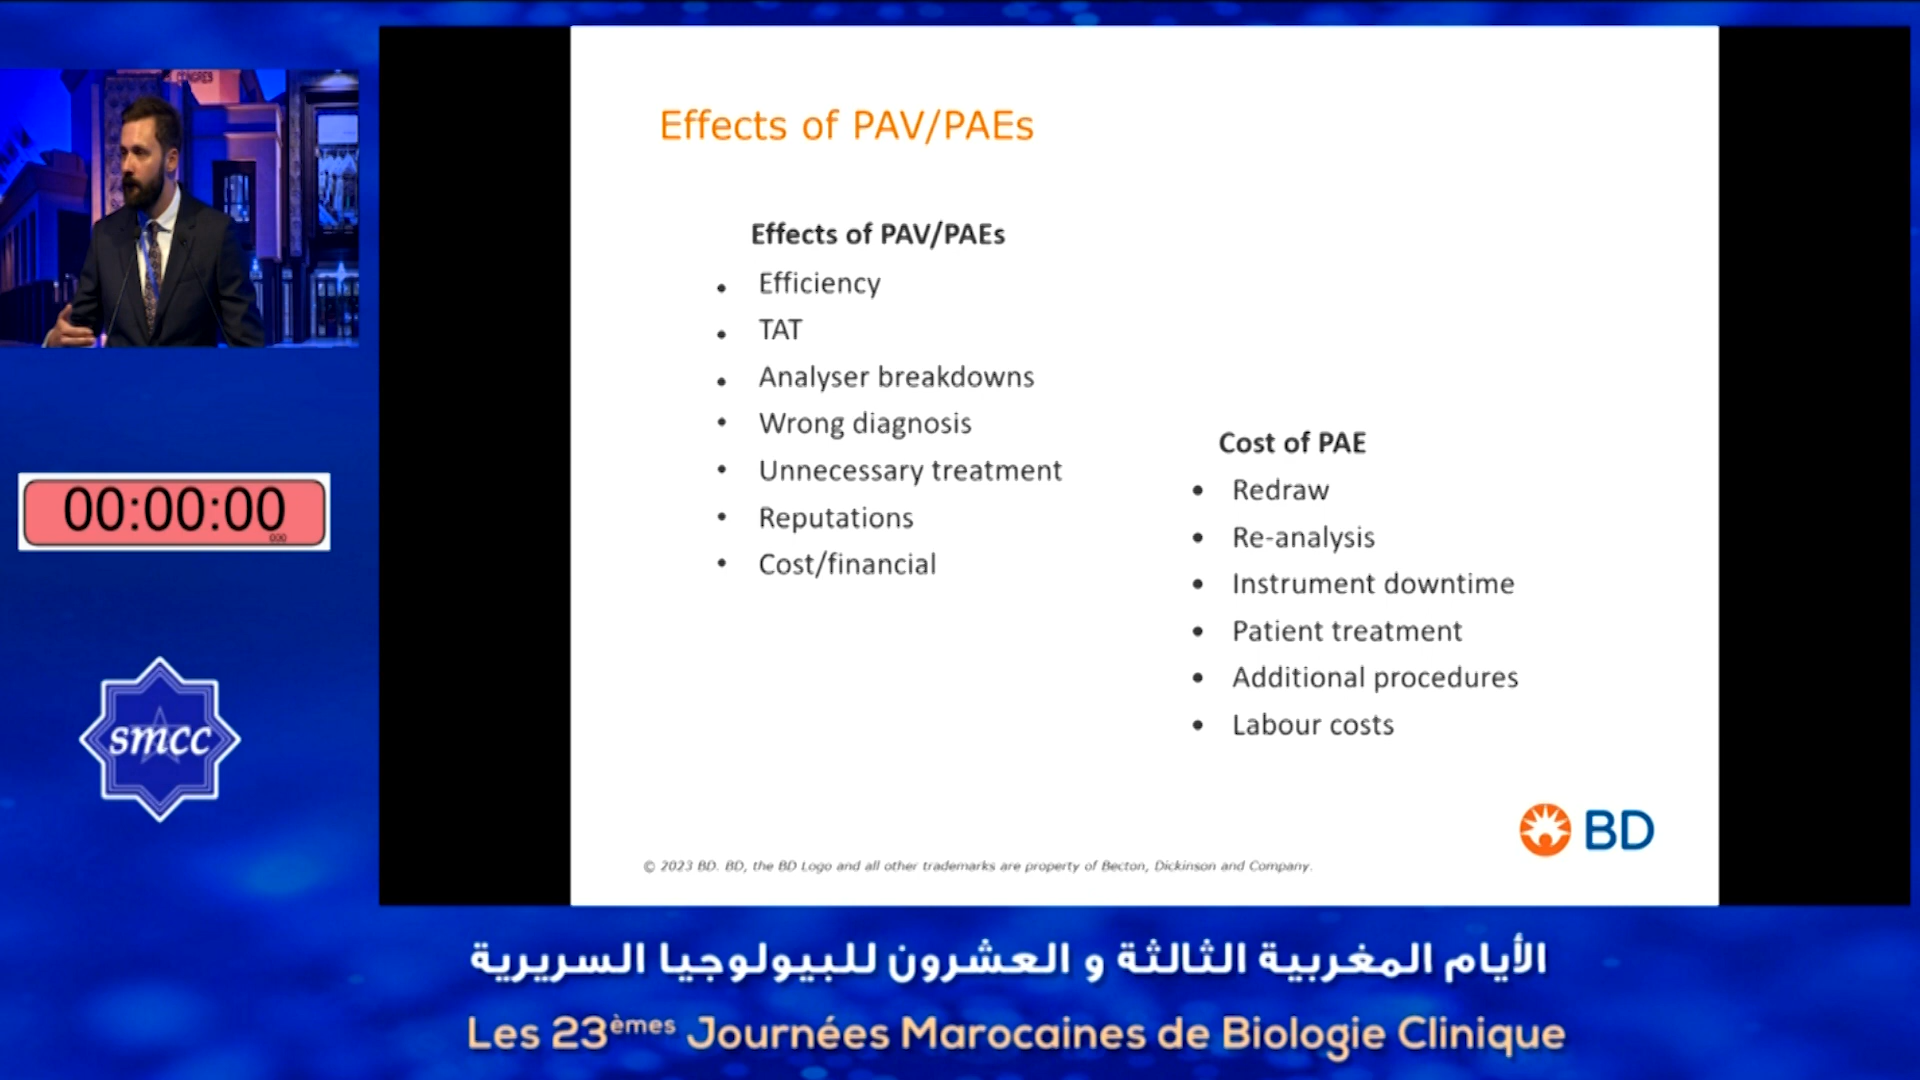 CONGRES
Effects of PAV/PAEs
Effects of PAV/PAEs
• Efficiency
• TAT
• Analyser breakdowns
• Wrong diagnosis
• Unnecessary treatment
• Reputations
• Cost/financial
Cost of PAE
• Redraw
• Re-analysis
• Instrument downtime
• Patient treatment
• Additional procedures
• Labour costs
BD
© 2023 BD. BD, the BD Logo and all other trademarks are property of Becton, Dickinson and Company.
00:00:00
000
smcc
الأيام المغربية الثالثة و العشرون للبيولوجيا السريرية
Les 23èmes Journées Marocaines de Biologie Clinique